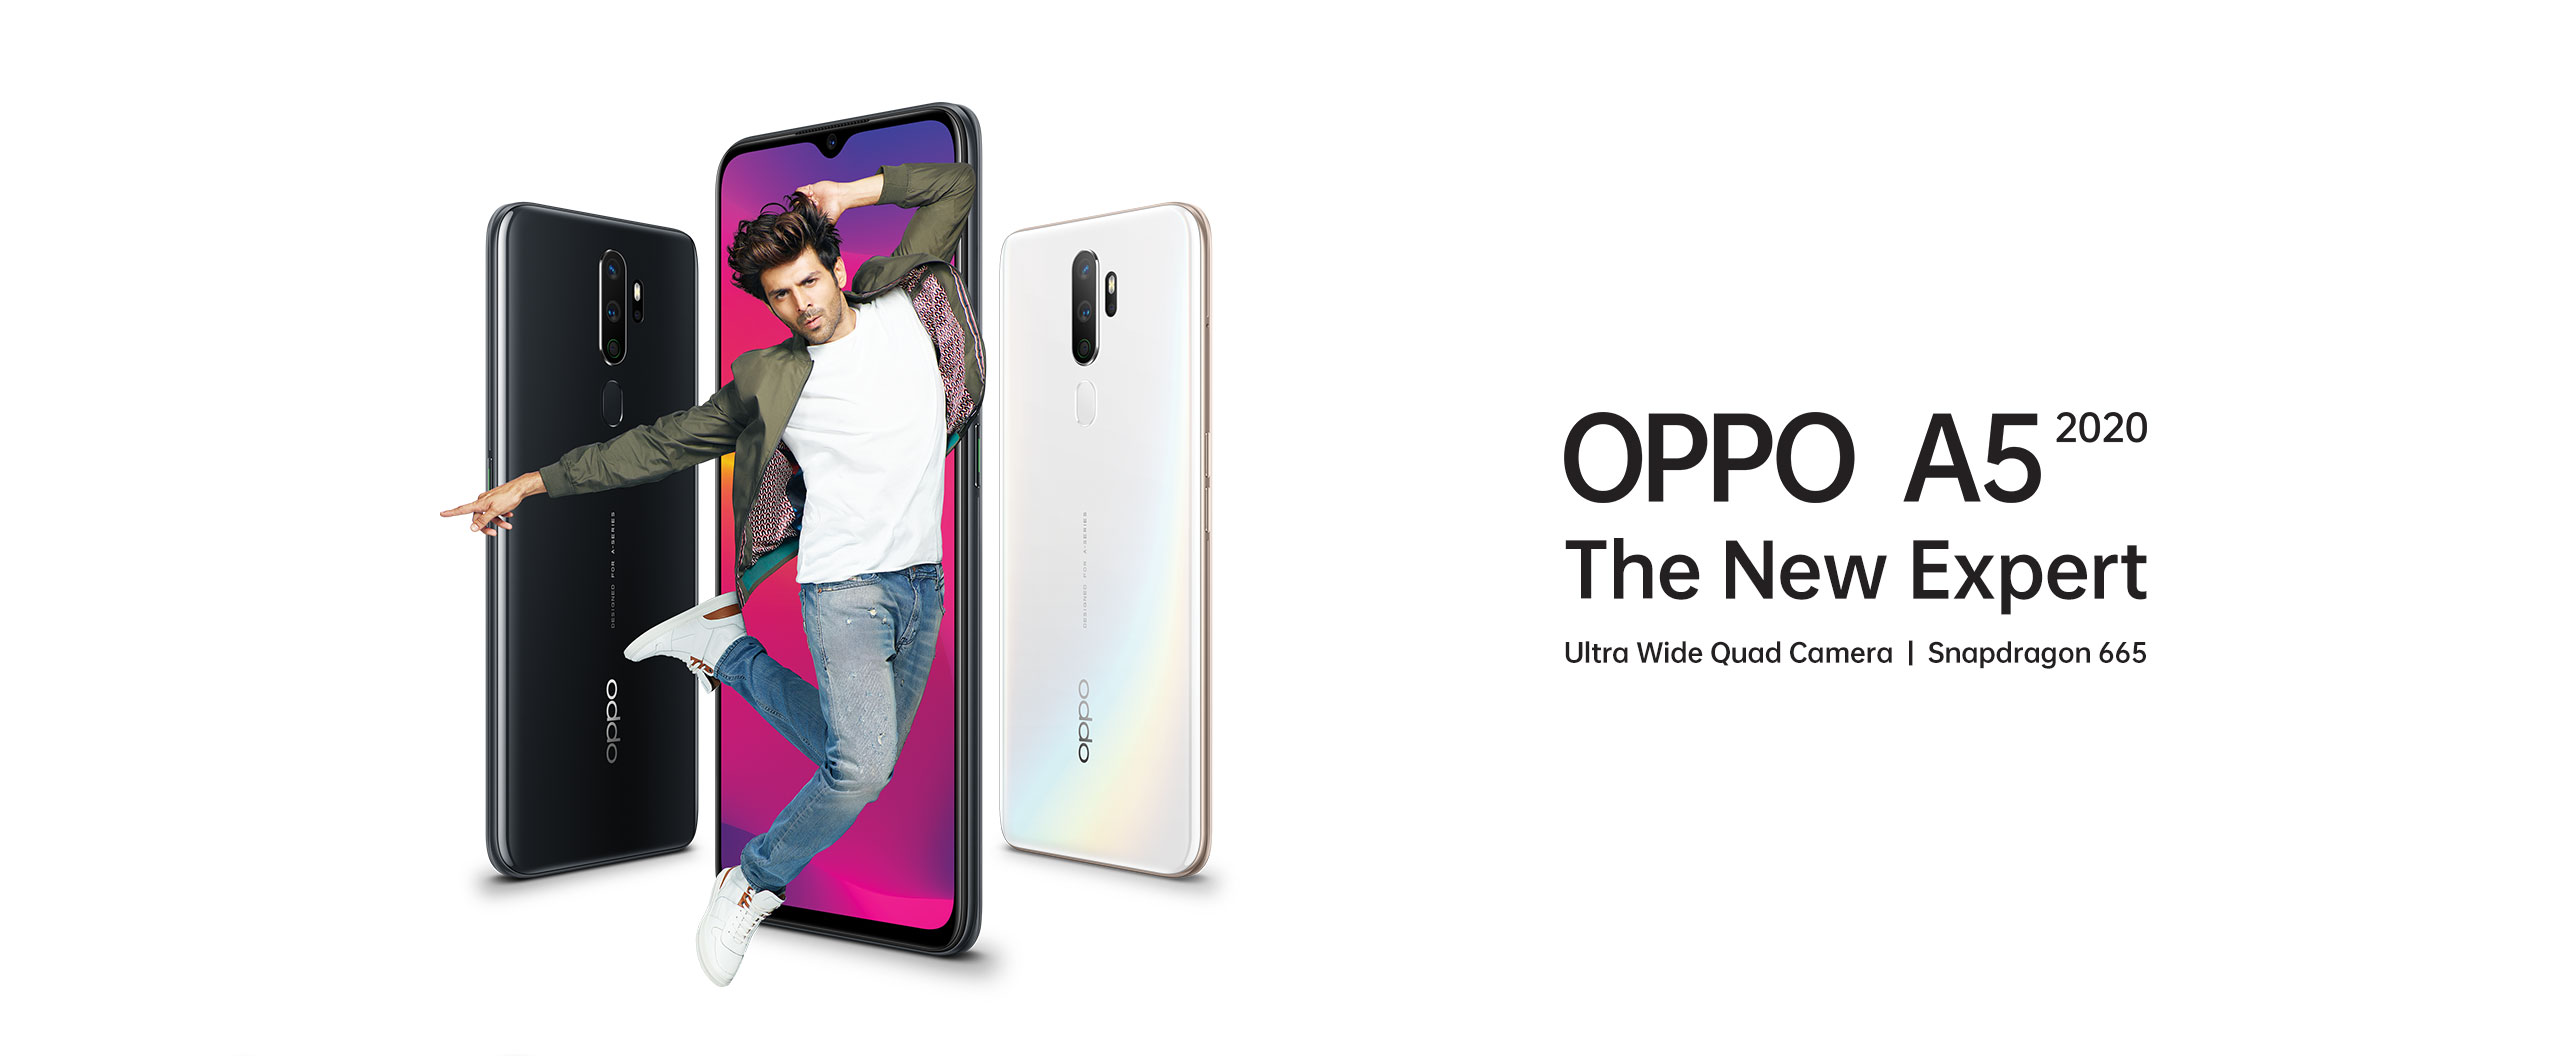 DESIGNED FOR A-SERIES
oppo
DESIGNED FOR A-SERIES
oppo
OPPO A5 2020
The New Expert
Ultra Wide Quad Camera | Snapdragon 665